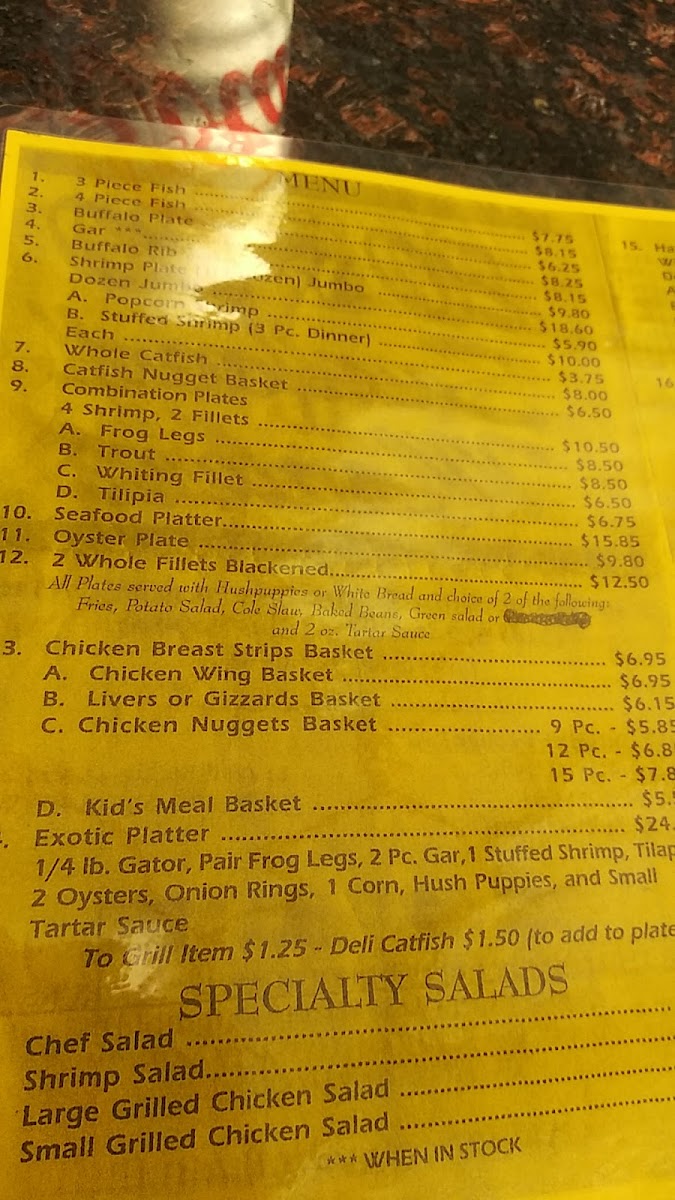 MENU
1. 3 Piece Fish $7.75
2. 4 Piece Fish $8.15
3. Buffalo Plate $6.25
4. Gar *** $8.25
5. Buffalo Rib $8.15
6. Shrimp Plate Jumbo $9.80
Dozen Jumbo $18.60
A. Popcorn Shrimp $5.90
B. Stuffed Shrimp (3 Pc. Dinner) $10.00
Each $3.75
7. Whole Catfish $8.00
8. Catfish Nugget Basket $6.50
9. Combination Plates
4 Shrimp, 2 Fillets $10.50
A. Frog Legs $8.50
B. Trout $8.50
C. Whiting Fillet $6.50
D. Tilipia $6.75
10. Seafood Platter $15.85
11. Oyster Plate $9.80
12. 2 Whole Fillets Blackened $12.50
All Plates served with Hushpuppies or White Bread and choice of 2 of the following:
Fries, Potato Salad, Cole Slaw, Baked Beans, Green salad or
and 2 oz. Tartar Sauce
3. Chicken Breast Strips Basket $6.95
A. Chicken Wing Basket $6.95
B. Livers or Gizzards Basket $6.15
C. Chicken Nuggets Basket 9 Pc. - $5.85
12 Pc. - $6.8
15 Pc. - $7.8
D. Kid's Meal Basket $5.
Exotic Platter $24.
1/4 lb. Gator, Pair Frog Legs, 2 Pc. Gar,1 Stuffed Shrimp, Tilap
2 Oysters, Onion Rings, 1 Corn, Hush Puppies, and Small
Tartar Sauce
To Grill Item $1.25 - Deli Catfish $1.50 (to add to plate
SPECIALTY SALADS
Chef Salad
Shrimp Salad
Large Grilled Chicken Salad
Small Grilled Chicken Salad
*** WHEN IN STOCK
15. Ha
16